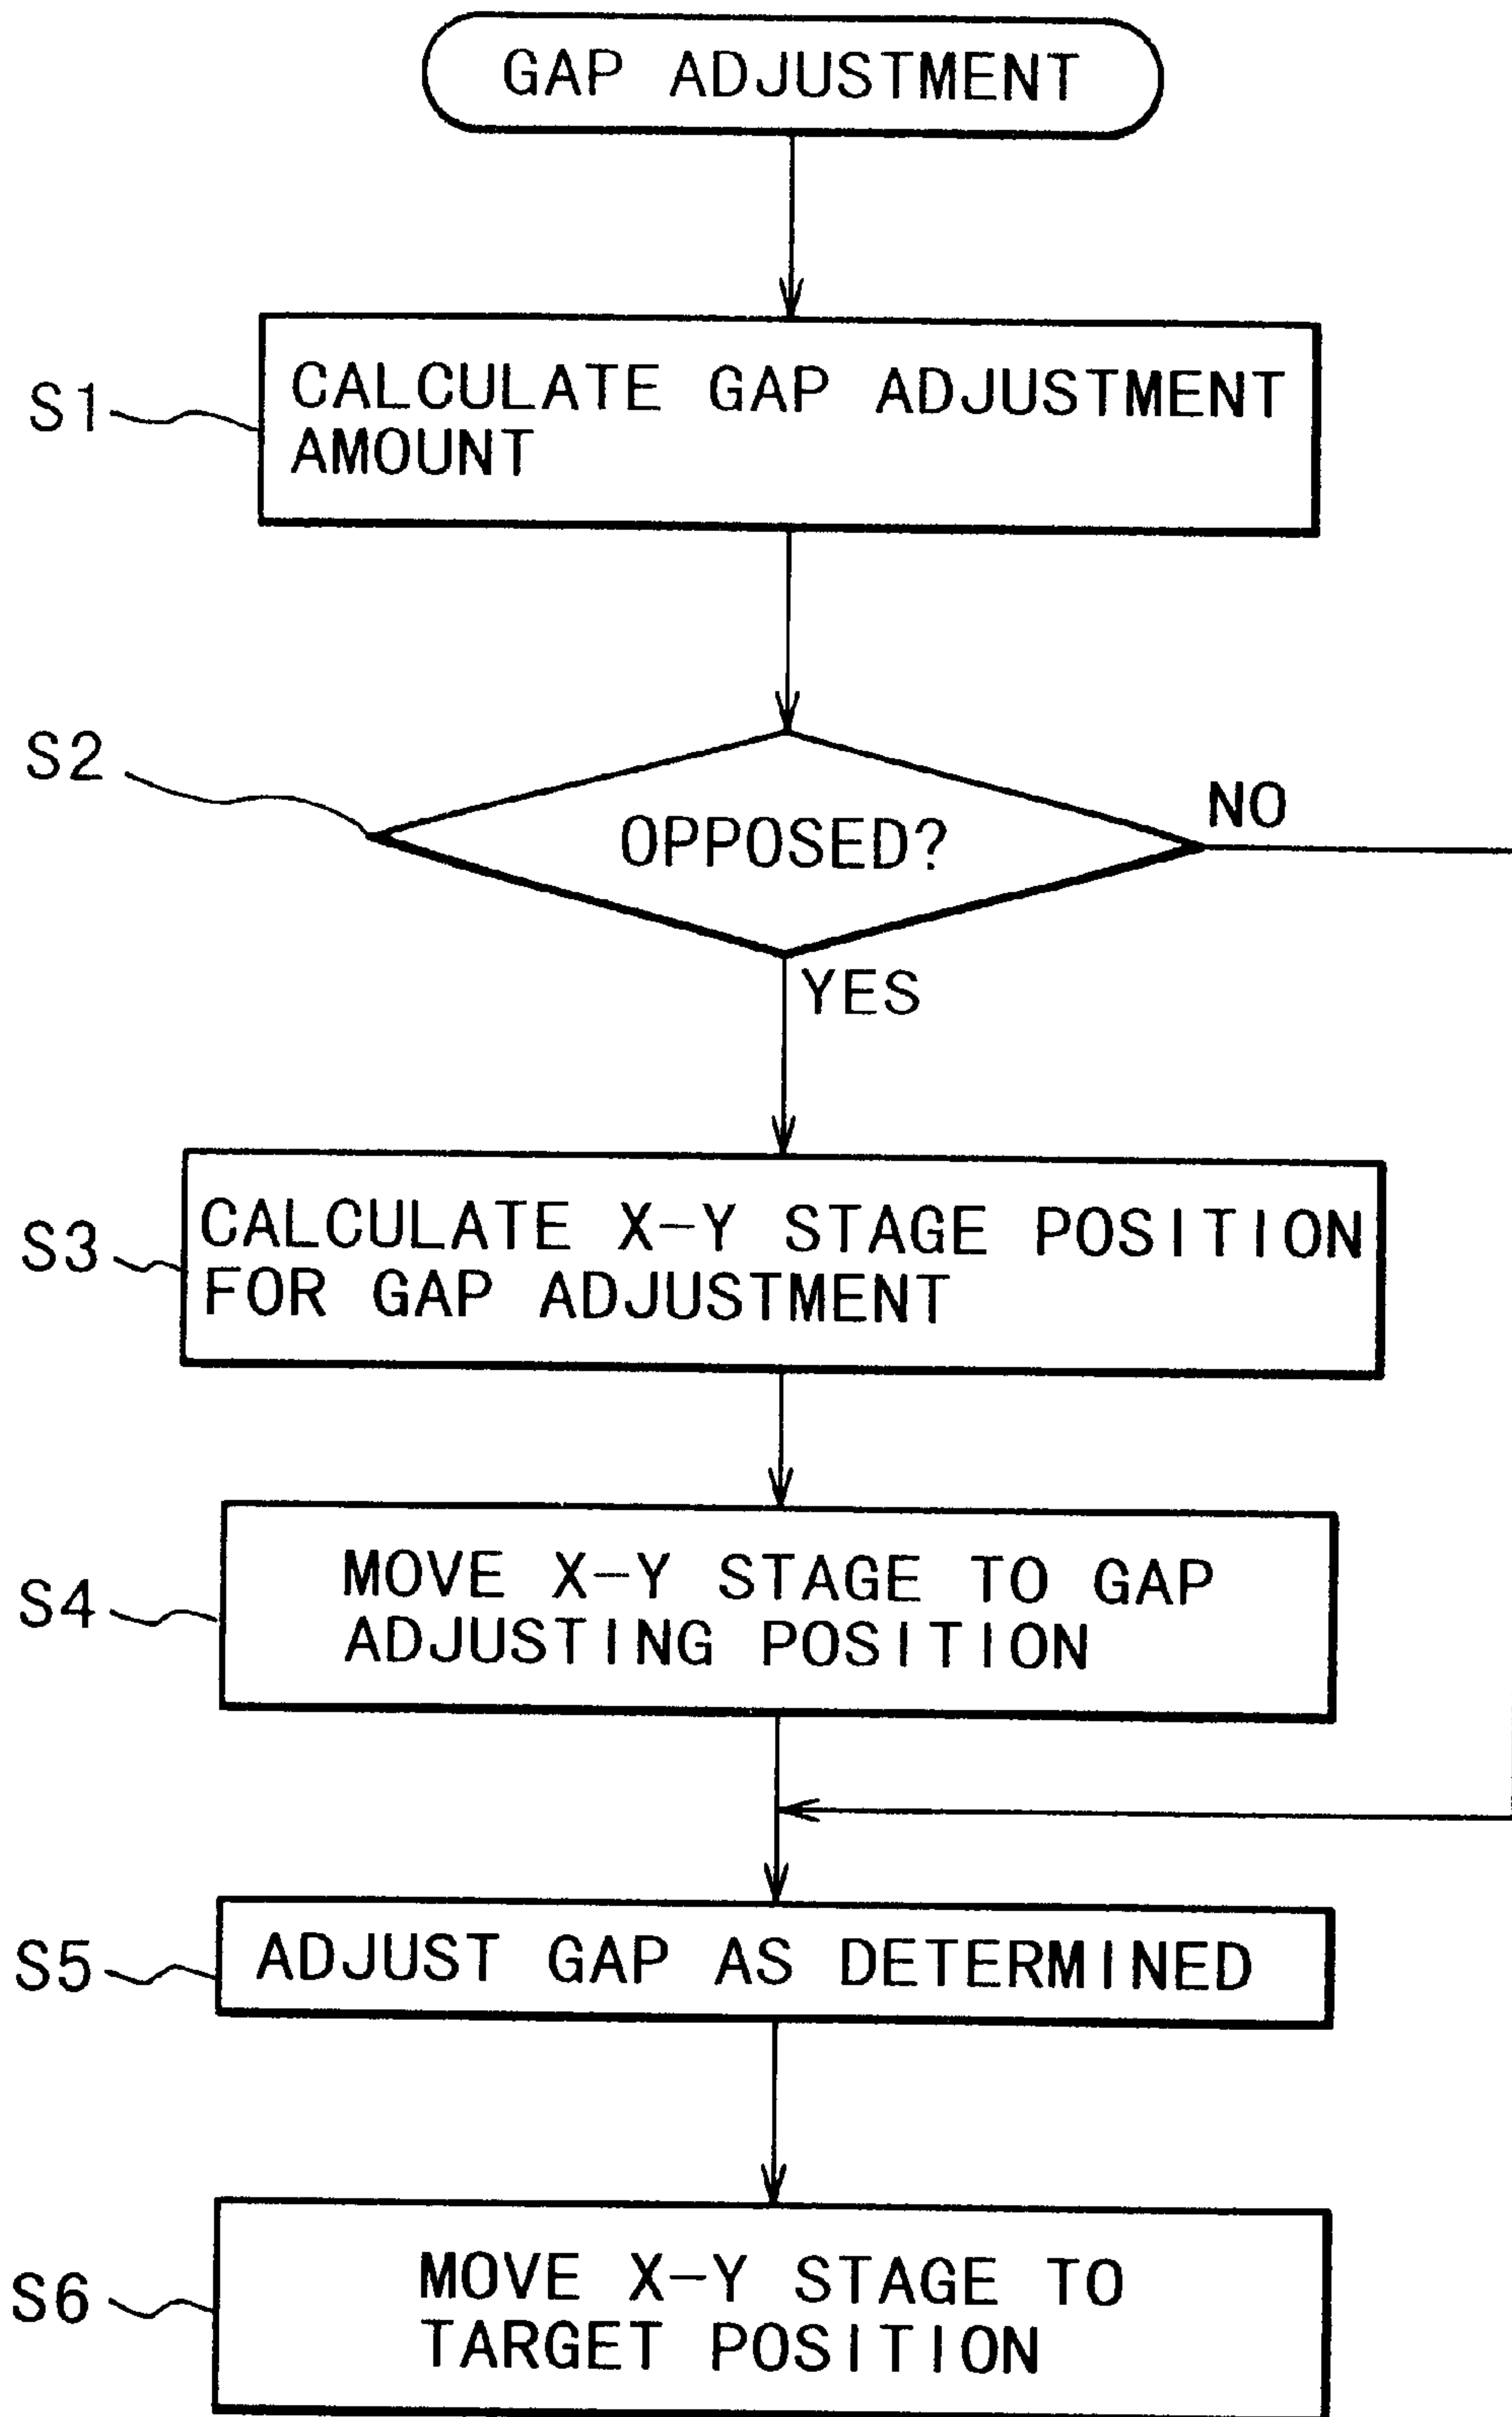 GAP ADJUSTMENT
S1
CALCULATE GAP ADJUSTMENT
AMOUNT
S2
OPPOSED?
NO
YES
S3
CALCULATE X-Y STAGE POSITION
FOR GAP ADJUSTMENT
S4
MOVE X-Y STAGE TO GAP
ADJUSTING POSITION
S5
ADJUST GAP AS DETERMINED
S6
MOVE X-Y STAGE TO
TARGET POSITION